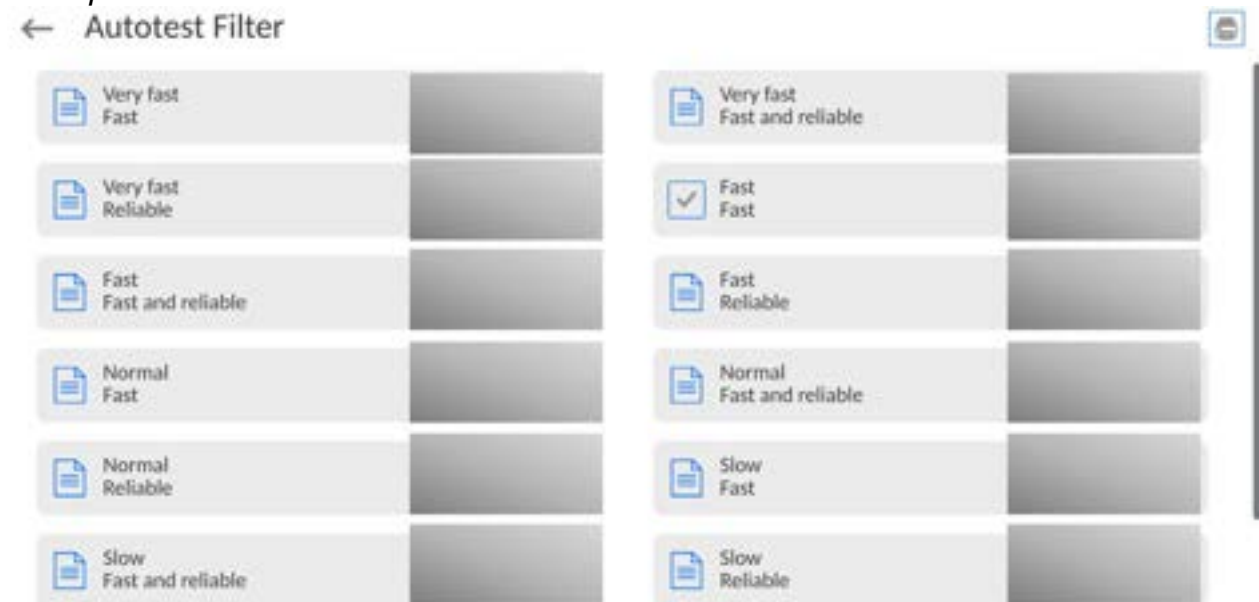 Autotest Filter
Very fast
Fast
Very fast
Fast and reliable
Very fast
Reliable
Fast
Fast
Fast
Fast and reliable
Fast
Reliable
Normal
Fast
Normal
Fast and reliable
Normal
Reliable
Slow
Fast
Slow
Fast and reliable
Slow
Reliable